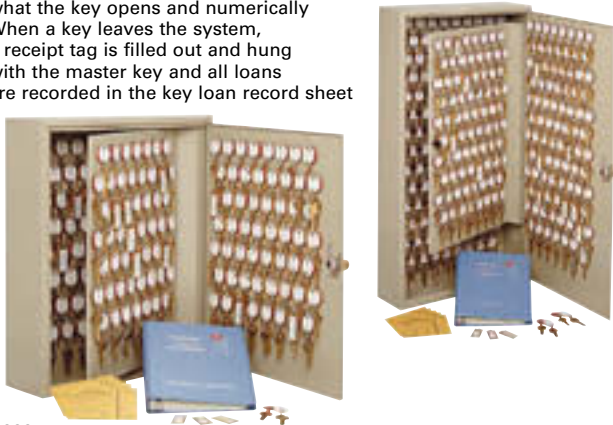 what the key opens and numerically
When a key leaves the system,
receipt tag is filled out and hung
with the master key and all loans
re recorded in the key loan record sheet